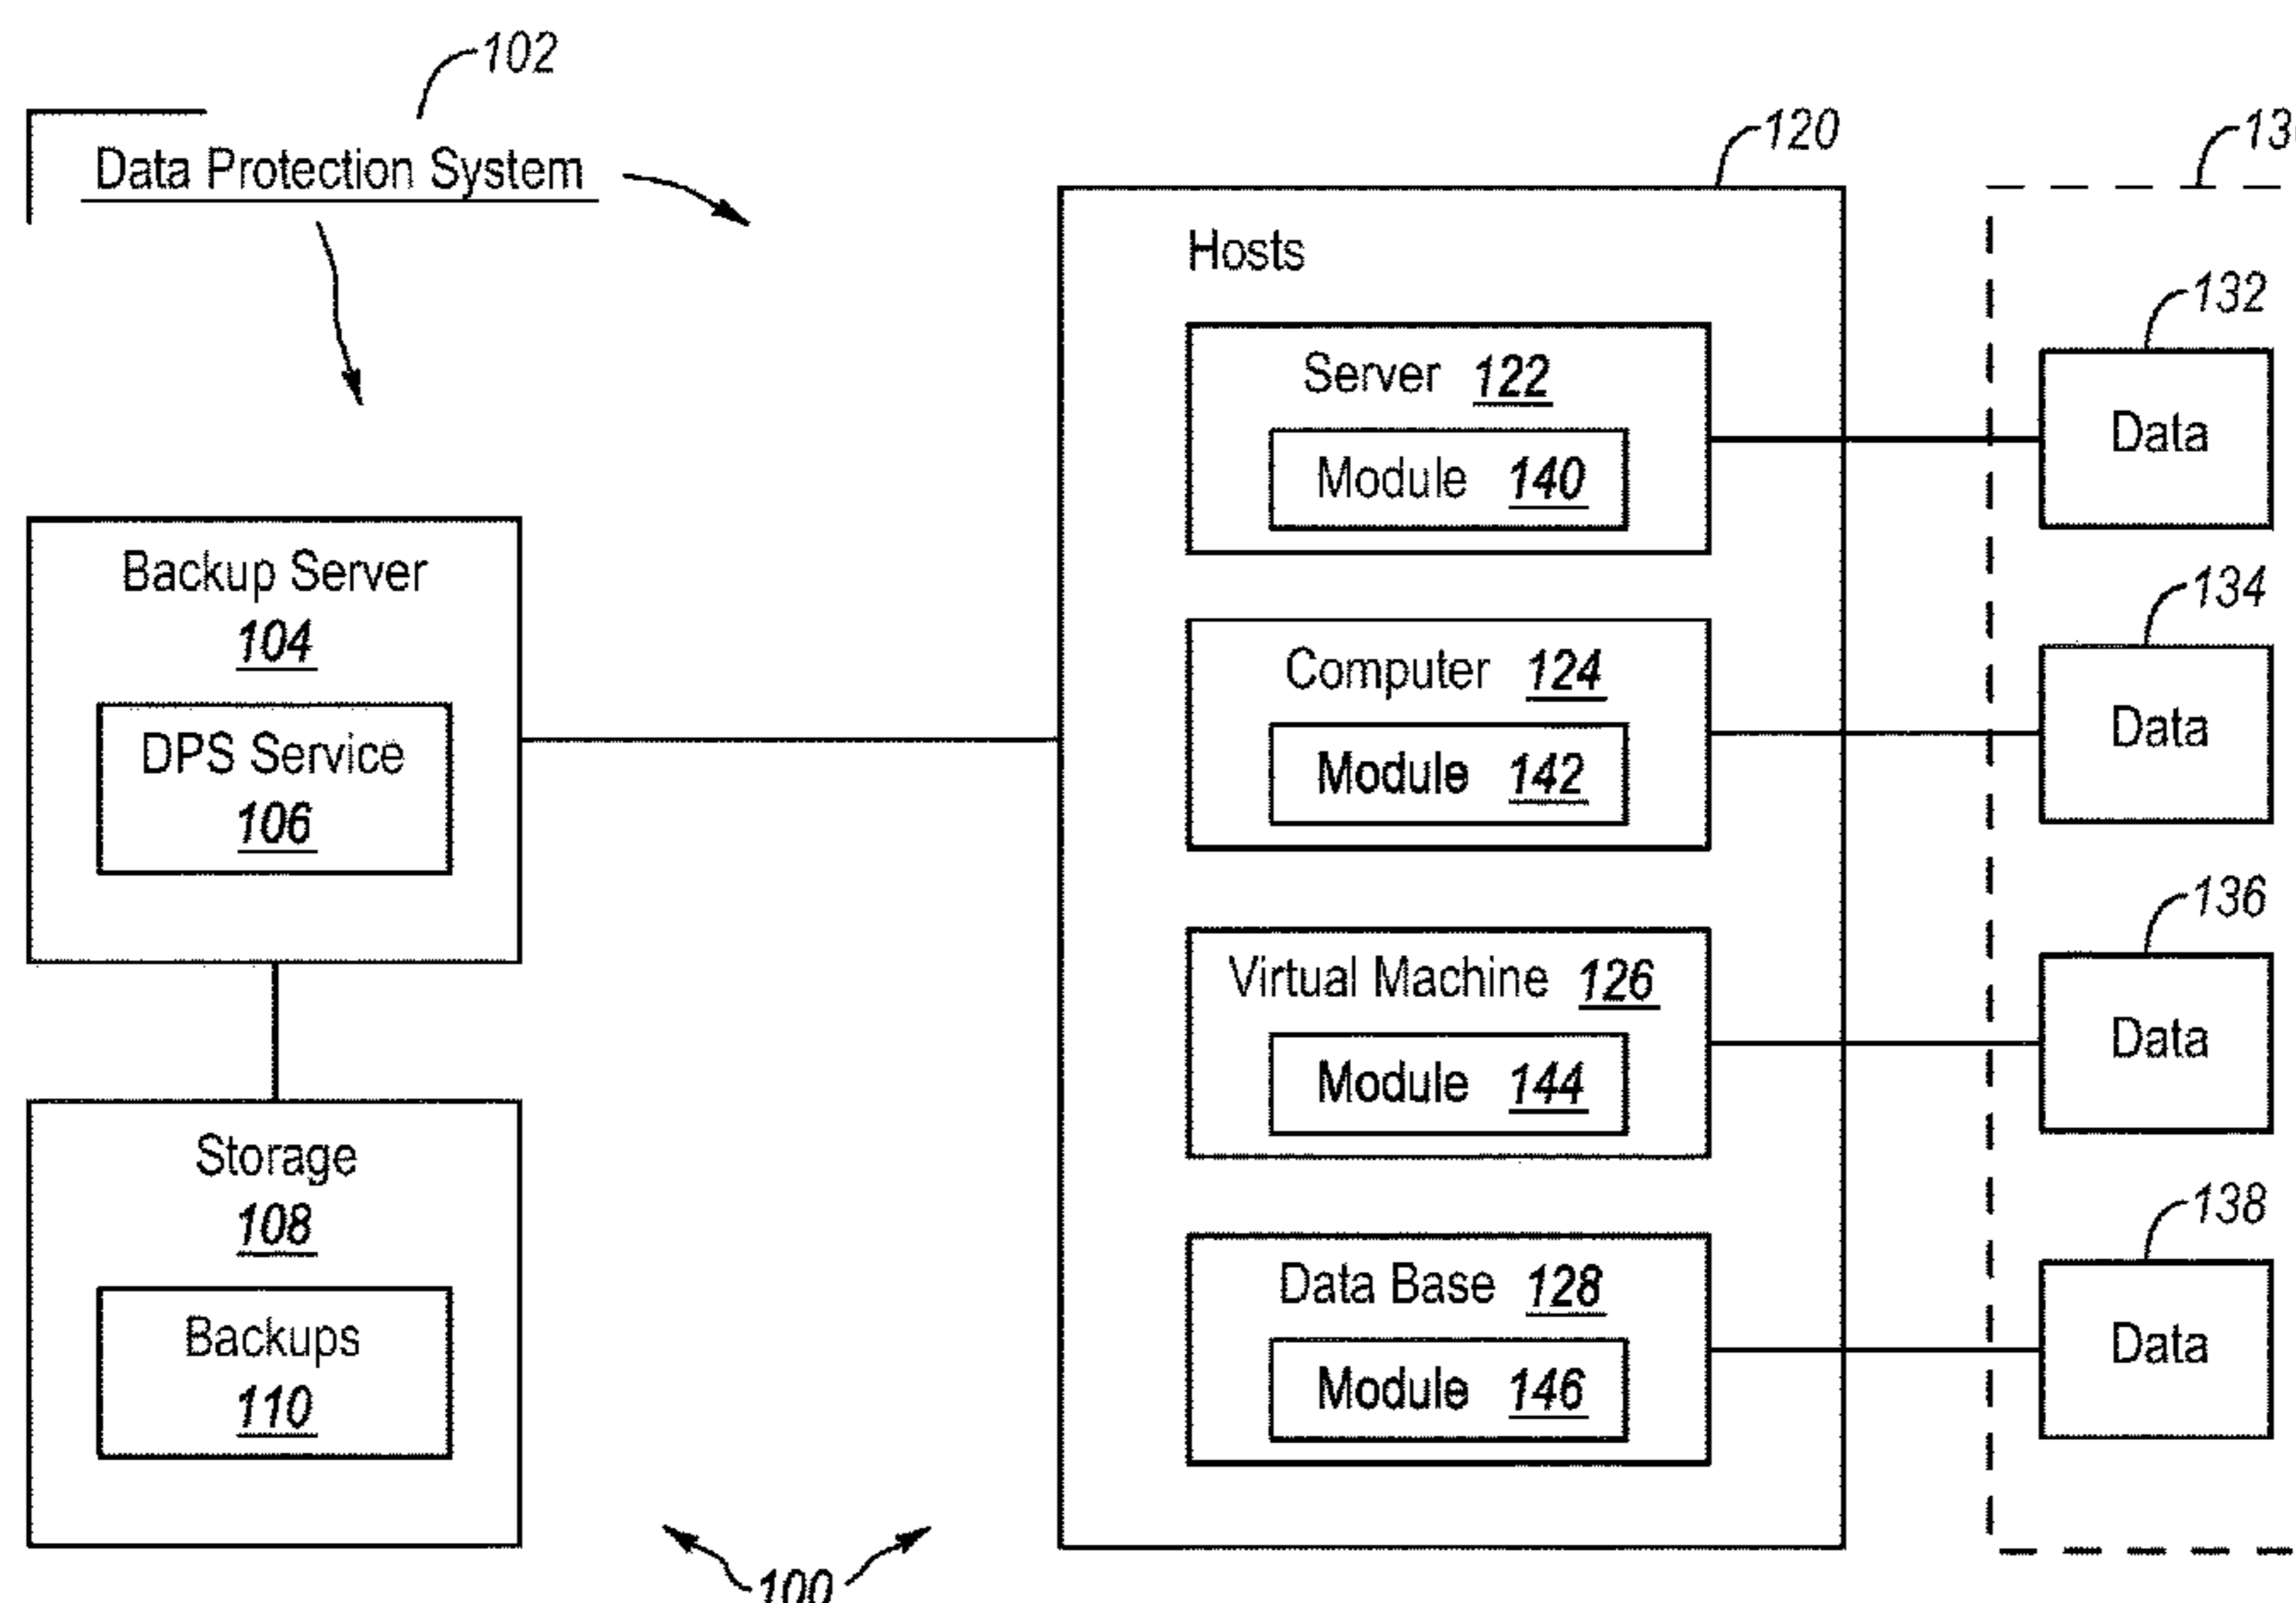 102
Data Protection System
120
13
Hosts
Server 122
Module 140
132
Data
Backup Server
104
DPS Service
106
Computer 124
Module 142
134
Data
Virtual Machine 126
Module 144
136
Data
Storage
108
Backups
110
Data Base 128
Module 146
138
Data
100